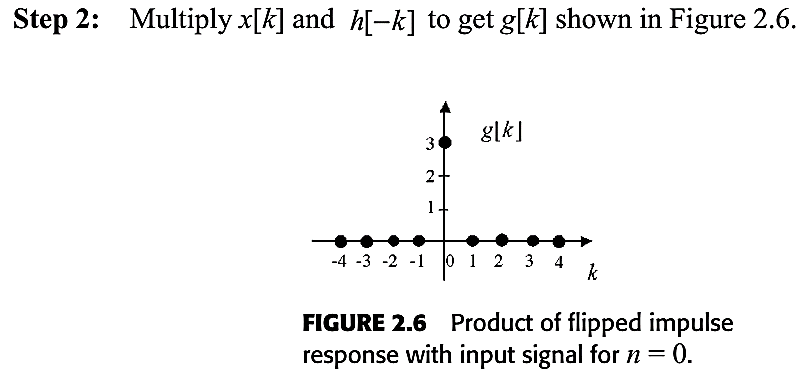 Step 2: Multiply x[k] and h[−k] to get g[k] shown in Figure 2.6.
g[k]
3
2
1
-4 -3 -2 -1 0 1 2 3 4
k
FIGURE 2.6 Product of flipped impulse
response with input signal for n = 0.